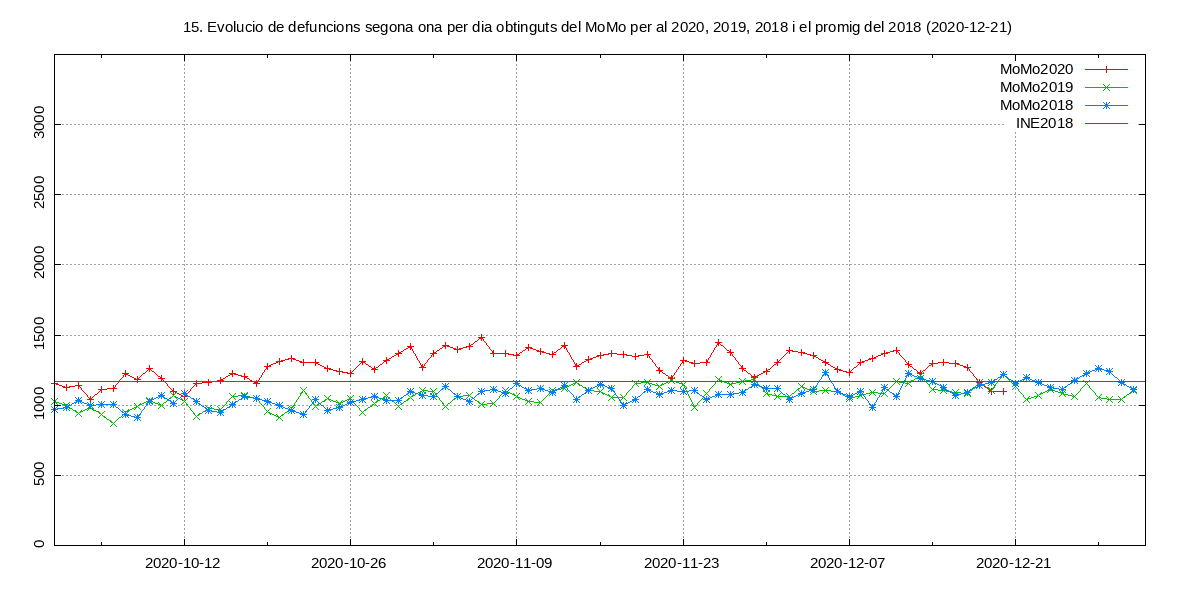 15. Evolucio de defuncions segona ona per dia obtinguts del MoMo per al 2020, 2019, 2018 i el promig del 2018 (2020-12-21)
MoMo2020
MoMo2019
MoMo2018
INE2018
3000
2500
2000
1500
1000
500
0
2020-10-12 2020-10-26 2020-11-09 2020-11-23 2020-12-07 2020-12-21